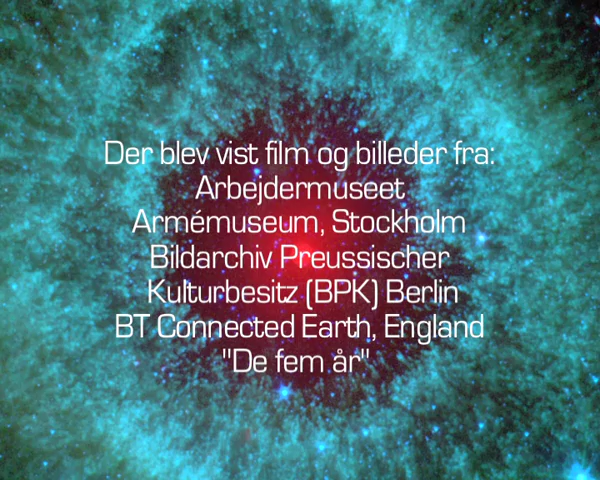 Der blev vist film og billeder fra:
Arbejdermuseet
Armémuseum, Stockholm
Bildarchiv Preussischer
Kulturbesitz (BPK) Berlin
BT Connected Earth, England
"De fem år"